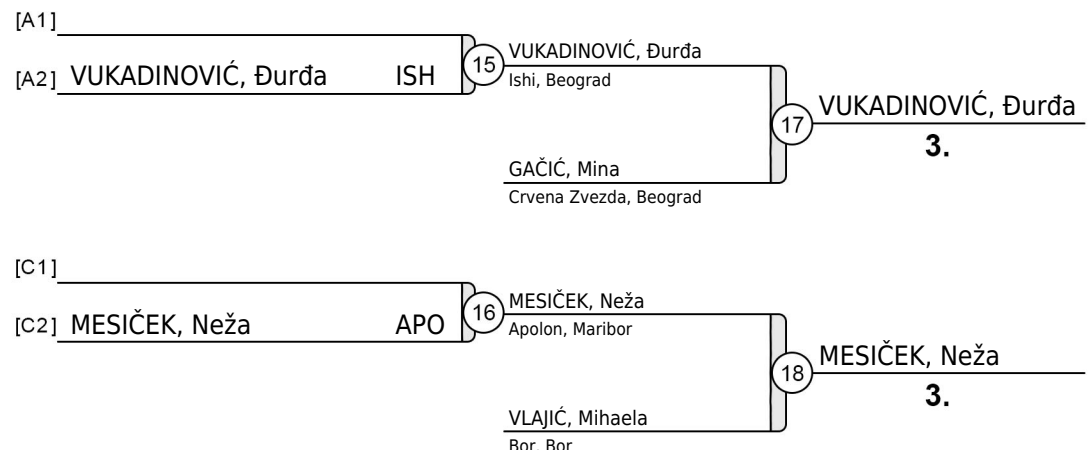 [A1]
[A2] VUKADINOVIĆ, Đurđa ISH
15
VUKADINOVIĆ, Đurđa
Ishi, Beograd
17
VUKADINOVIĆ, Đurđa
3.
GAČIĆ, Mina
Crvena Zvezda, Beograd
[C1]
[C2] MESIČEK, Neža APO
16
MESIČEK, Neža
Apolon, Maribor
18
MESIČEK, Neža
3.
VLAJIĆ, Mihaela
Bor, Bor